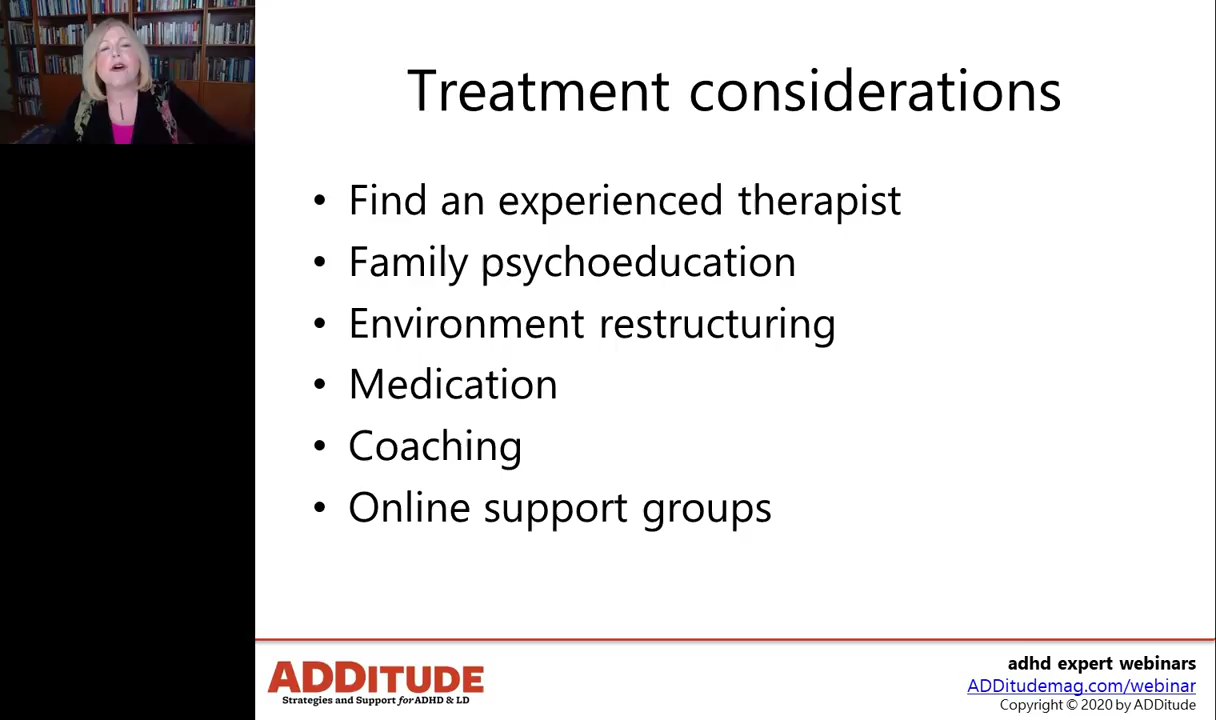 Treatment considerations
• Find an experienced therapist
• Family psychoeducation
• Environment restructuring
• Medication
• Coaching
• Online support groups
ADDITUDE
Strategies and Support for ADHD & LD
adhd expert webinars
ADDitudemag.com/webinar
Copyright © 2020 by ADDitude